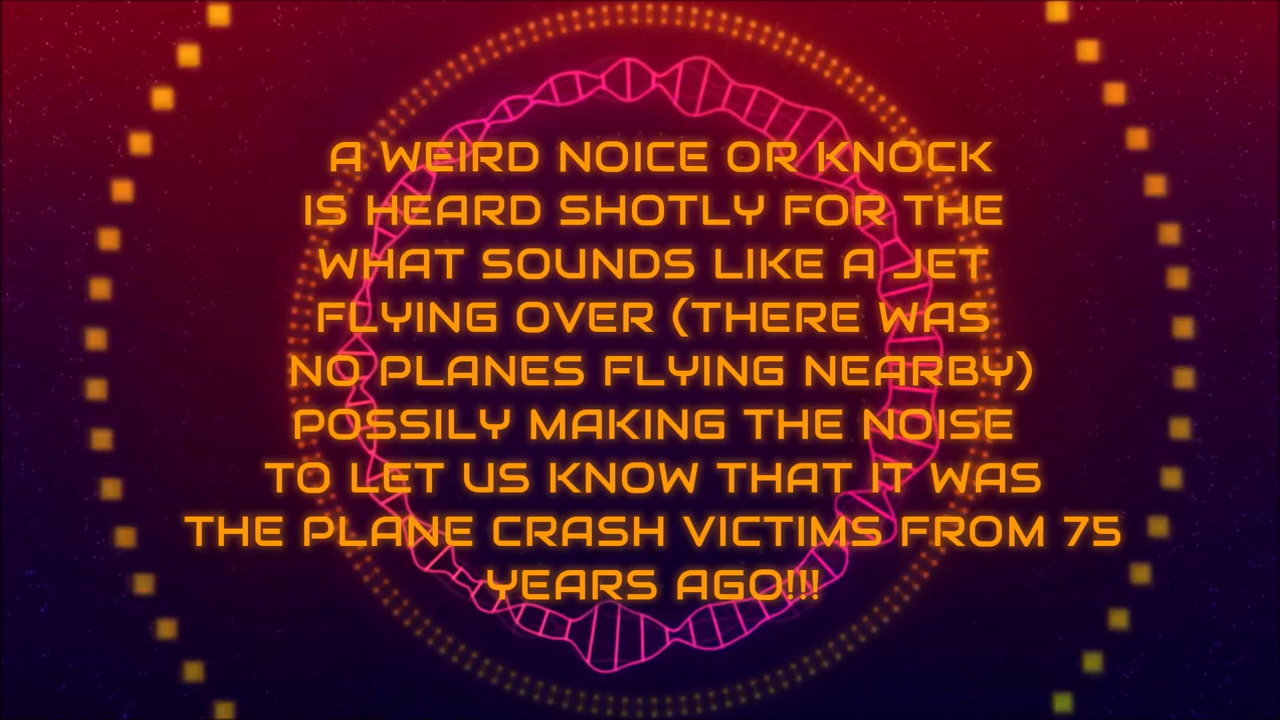 A WEIRD NOICE OR KNOCK
IS HEARD SHOTLY FOR THE
WHAT SOUNDS LIKE A JET
FLYING OVER (THERE WAS
NO PLANES FLYING NEARBY)
POSSILY MAKING THE NOISE
TO LET US KNOW THAT IT WAS
THE PLANE CRASH VICTIMS FROM 75
YEARS AGO!!!